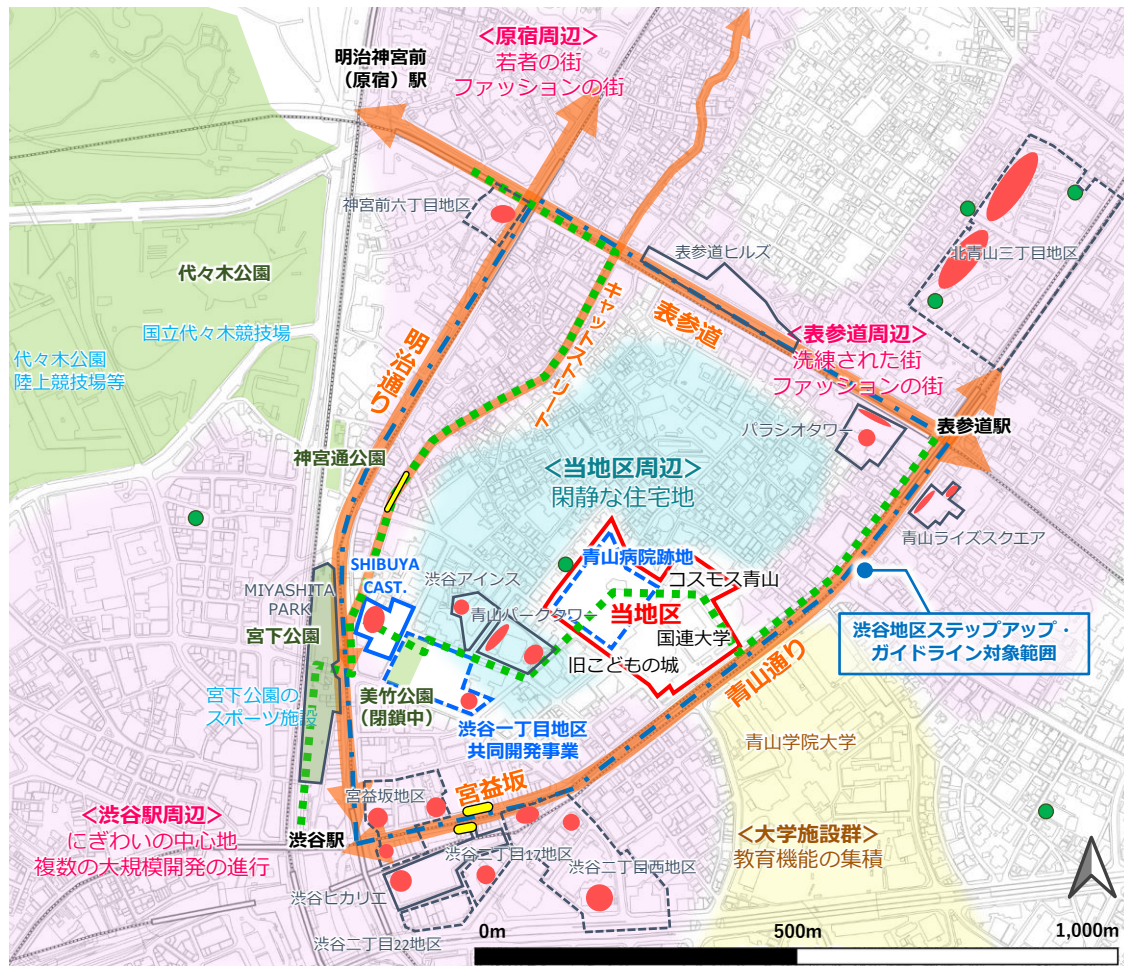 <原宿周辺>
若者の街
ファッションの街
明治神宮前
（原宿）駅
神宮前六丁目地区
表参道ヒルズ
北青山三丁目地区
代々木公園
国立代々木競技場
代々木公園
陸上競技場等
明治通り
キャットストリート
表参道
<表参道周辺>
洗練された街
ファッションの街
パラシオタワー
表参道駅
神宮通公園
<当地区周辺>
閑静な住宅地
青山ライズスクエア
SHIBUYA
CAST.
渋谷アインス
青山病院跡地
コスモス青山
MIYASHITA
PARK
青山パークタワー
当地区
国連大学
宮下公園
旧こどもの城
渋谷地区ステップアップ・
ガイドライン対象範囲
青山通り
宮下公園の
スポーツ施設
美竹公園
（閉鎖中）
渋谷一丁目地区
共同開発事業
青山学院大学
宮益坂
宮益坂地区
<渋谷駅周辺>
にぎわいの中心地
複数の大規模開発の進行
渋谷駅
<大学施設群>
教育機能の集積
渋谷二丁目17地区
渋谷二丁目西地区
渋谷ヒカリエ
渋谷二丁目22地区
0m
500m
1,000m